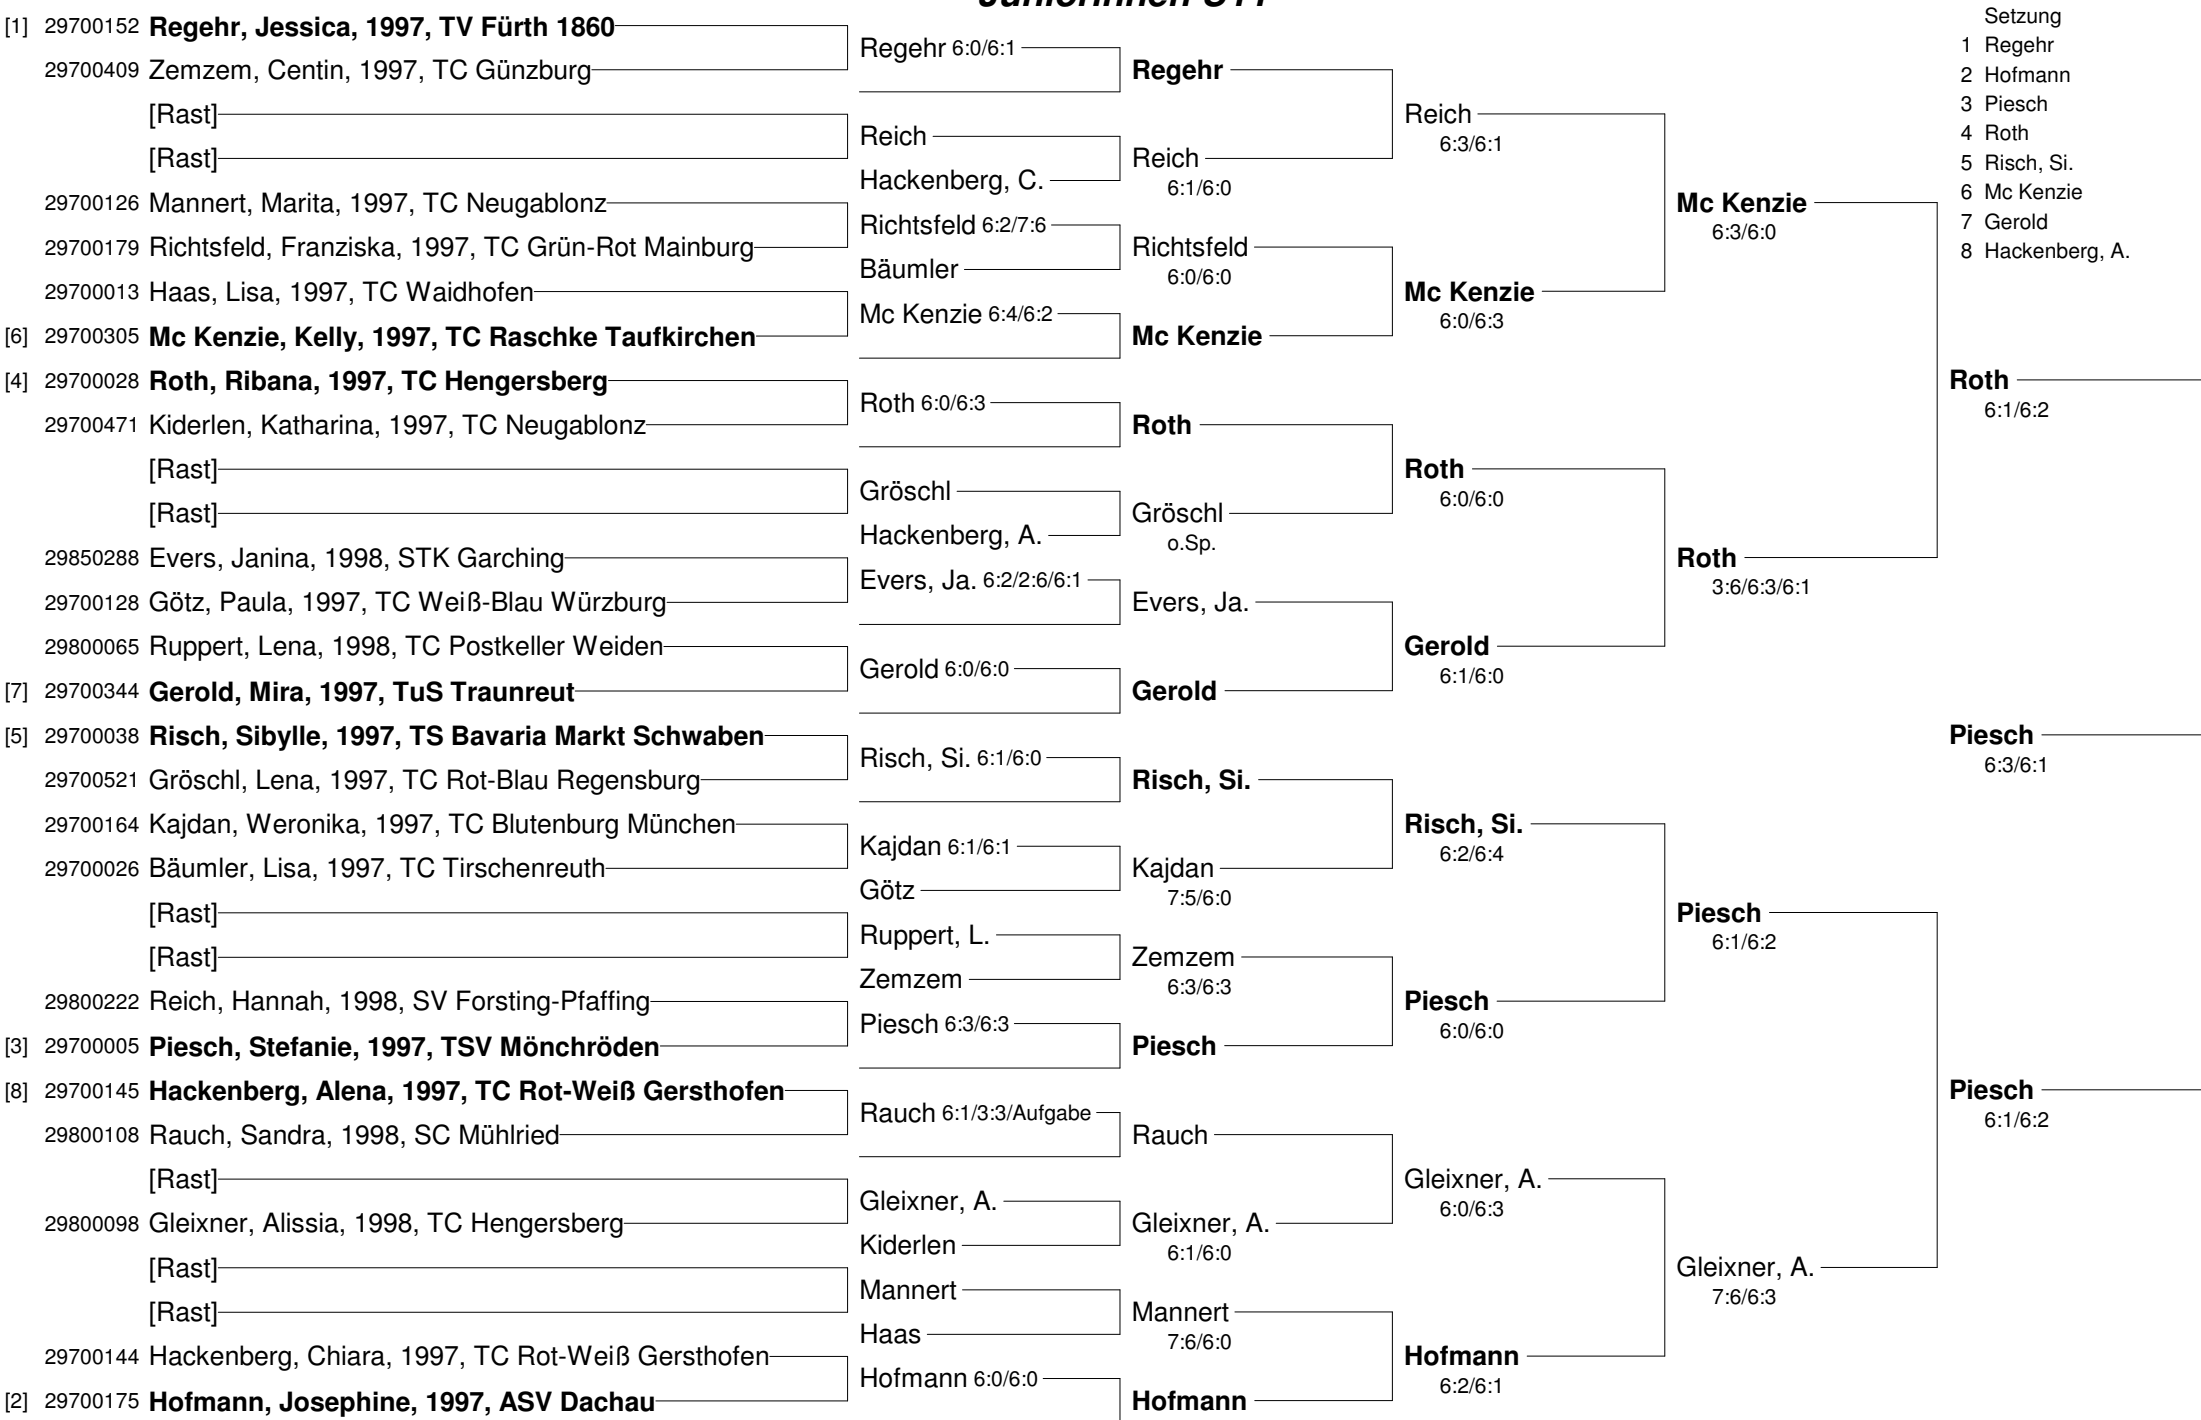 Juniorinnen U11
[1] 29700152 Regehr, Jessica, 1997, TV Fürth 1860
29700409 Zemzem, Centin, 1997, TC Günzburg
[Rast]
[Rast]
29700126 Mannert, Marita, 1997, TC Neugablonz
29700179 Richtsfeld, Franziska, 1997, TC Grün-Rot Mainburg
29700013 Haas, Lisa, 1997, TC Waidhofen
[6] 29700305 Mc Kenzie, Kelly, 1997, TC Raschke Taufkirchen
[4] 29700028 Roth, Ribana, 1997, TC Hengersberg
29700471 Kiderlen, Katharina, 1997, TC Neugablonz
[Rast]
[Rast]
29850288 Evers, Janina, 1998, STK Garching
29700128 Götz, Paula, 1997, TC Weiß-Blau Würzburg
29800065 Ruppert, Lena, 1998, TC Postkeller Weiden
[7] 29700344 Gerold, Mira, 1997, TuS Traunreut
[5] 29700038 Risch, Sibylle, 1997, TS Bavaria Markt Schwaben
29700521 Gröschl, Lena, 1997, TC Rot-Blau Regensburg
29700164 Kajdan, Weronika, 1997, TC Blutenburg München
29700026 Bäumler, Lisa, 1997, TC Tirschenreuth
[Rast]
[Rast]
29800222 Reich, Hannah, 1998, SV Forsting-Pfaffing
[3] 29700005 Piesch, Stefanie, 1997, TSV Mönchröden
[8] 29700145 Hackenberg, Alena, 1997, TC Rot-Weiß Gersthofen
29800108 Rauch, Sandra, 1998, SC Mühlried
[Rast]
29800098 Gleixner, Alissia, 1998, TC Hengersberg
[Rast]
[Rast]
29700144 Hackenberg, Chiara, 1997, TC Rot-Weiß Gersthofen
[2] 29700175 Hofmann, Josephine, 1997, ASV Dachau
Regehr 6:0/6:1
Reich
Hackenberg, C.
Richtsfeld 6:2/7:6
Bäumler
Mc Kenzie 6:4/6:2
Roth 6:0/6:3
Gröschl
Hackenberg, A.
Evers, Ja. 6:2/2:6/6:1
Gerold 6:0/6:0
Risch, Si. 6:1/6:0
Kajdan 6:1/6:1
Götz
Ruppert, L.
Zemzem
Piesch 6:3/6:3
Rauch 6:1/3:3/Aufgabe
Gleixner, A.
Kiderlen
Mannert
Haas
Hofmann 6:0/6:0
Regehr
Reich
6:1/6:0
Richtsfeld
6:0/6:0
Mc Kenzie
Roth
Gröschl
o.Sp.
Evers, Ja.
Gerold
Risch, Si.
Kajdan
7:5/6:0
Zemzem
6:3/6:3
Piesch
Rauch
Gleixner, A.
6:1/6:0
Mannert
7:6/6:0
Hofmann
Reich
6:3/6:1
Mc Kenzie
6:0/6:3
Roth
6:0/6:0
Gerold
6:1/6:0
Risch, Si.
6:2/6:4
Piesch
6:0/6:0
Gleixner, A.
6:0/6:3
Hofmann
6:2/6:1
Mc Kenzie
6:3/6:0
Roth
3:6/6:3/6:1
Piesch
6:1/6:2
Gleixner, A.
7:6/6:3
Setzung
1 Regehr
2 Hofmann
3 Piesch
4 Roth
5 Risch, Si.
6 Mc Kenzie
7 Gerold
8 Hackenberg, A.
Roth
6:1/6:2
Piesch
6:3/6:1
Piesch
6:1/6:2